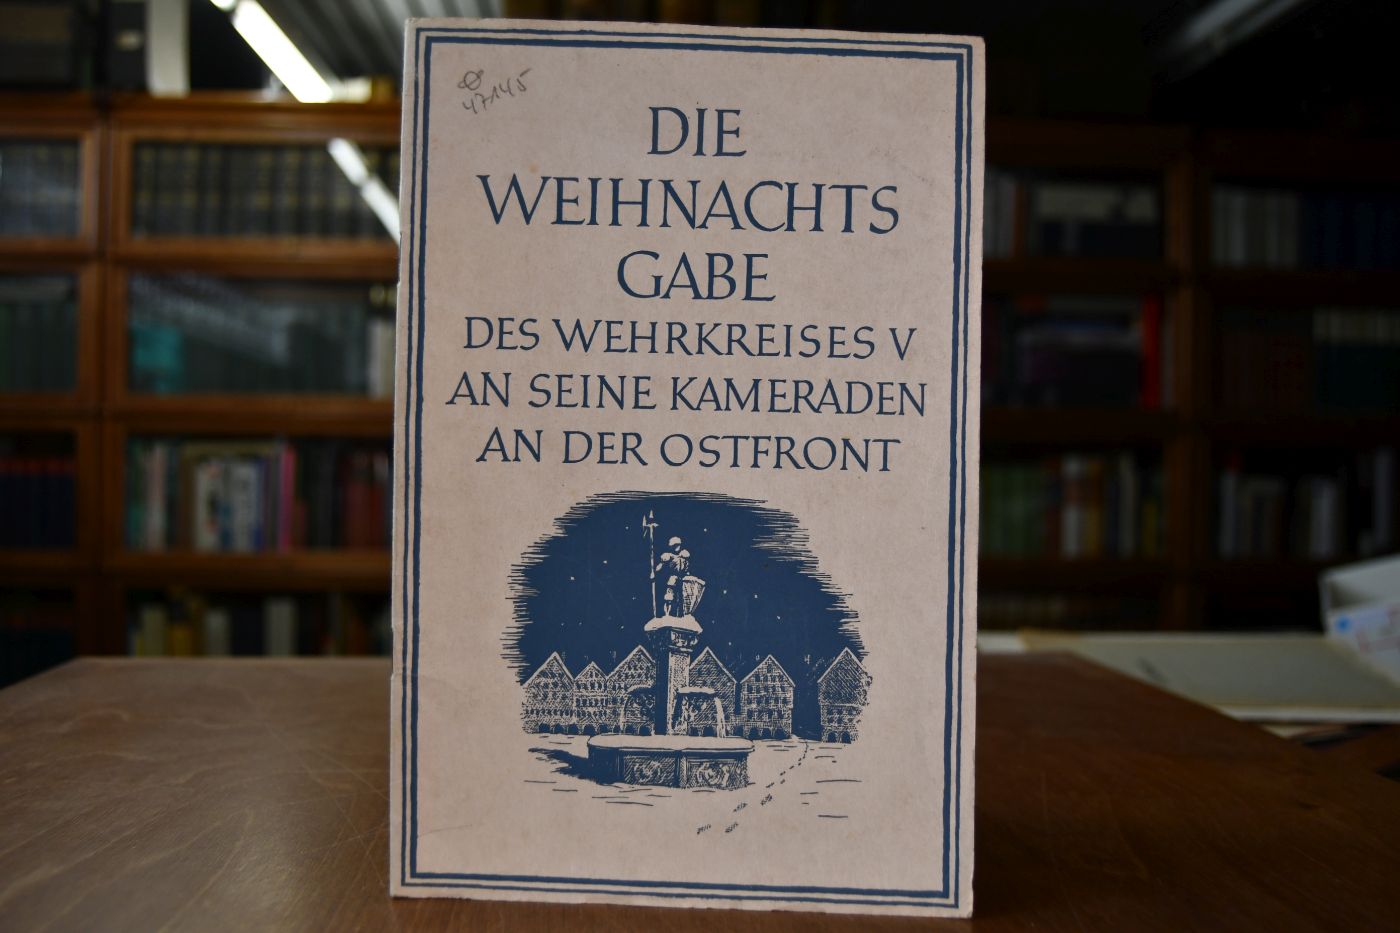 47145
DIE
WEIHNACHTS
GABE
DES WEHRKREISES V
AN SEINE KAMERADEN
AN DER OSTFRONT